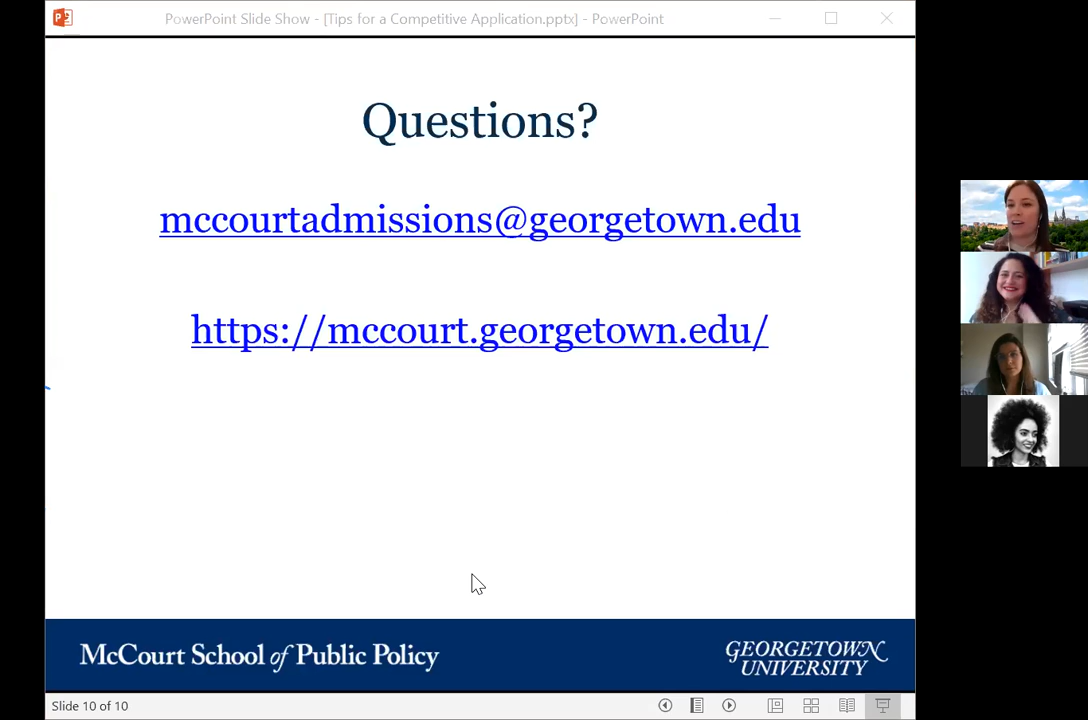 PowerPoint Slide Show - [Tips for a Competitive Application.pptx] - PowerPoint
Questions?
mccourtadmissions@georgetown.edu
https://mccourt.georgetown.edu/
McCourt School of Public Policy
GEORGETOWN
UNIVERSITY
Slide 10 of 10